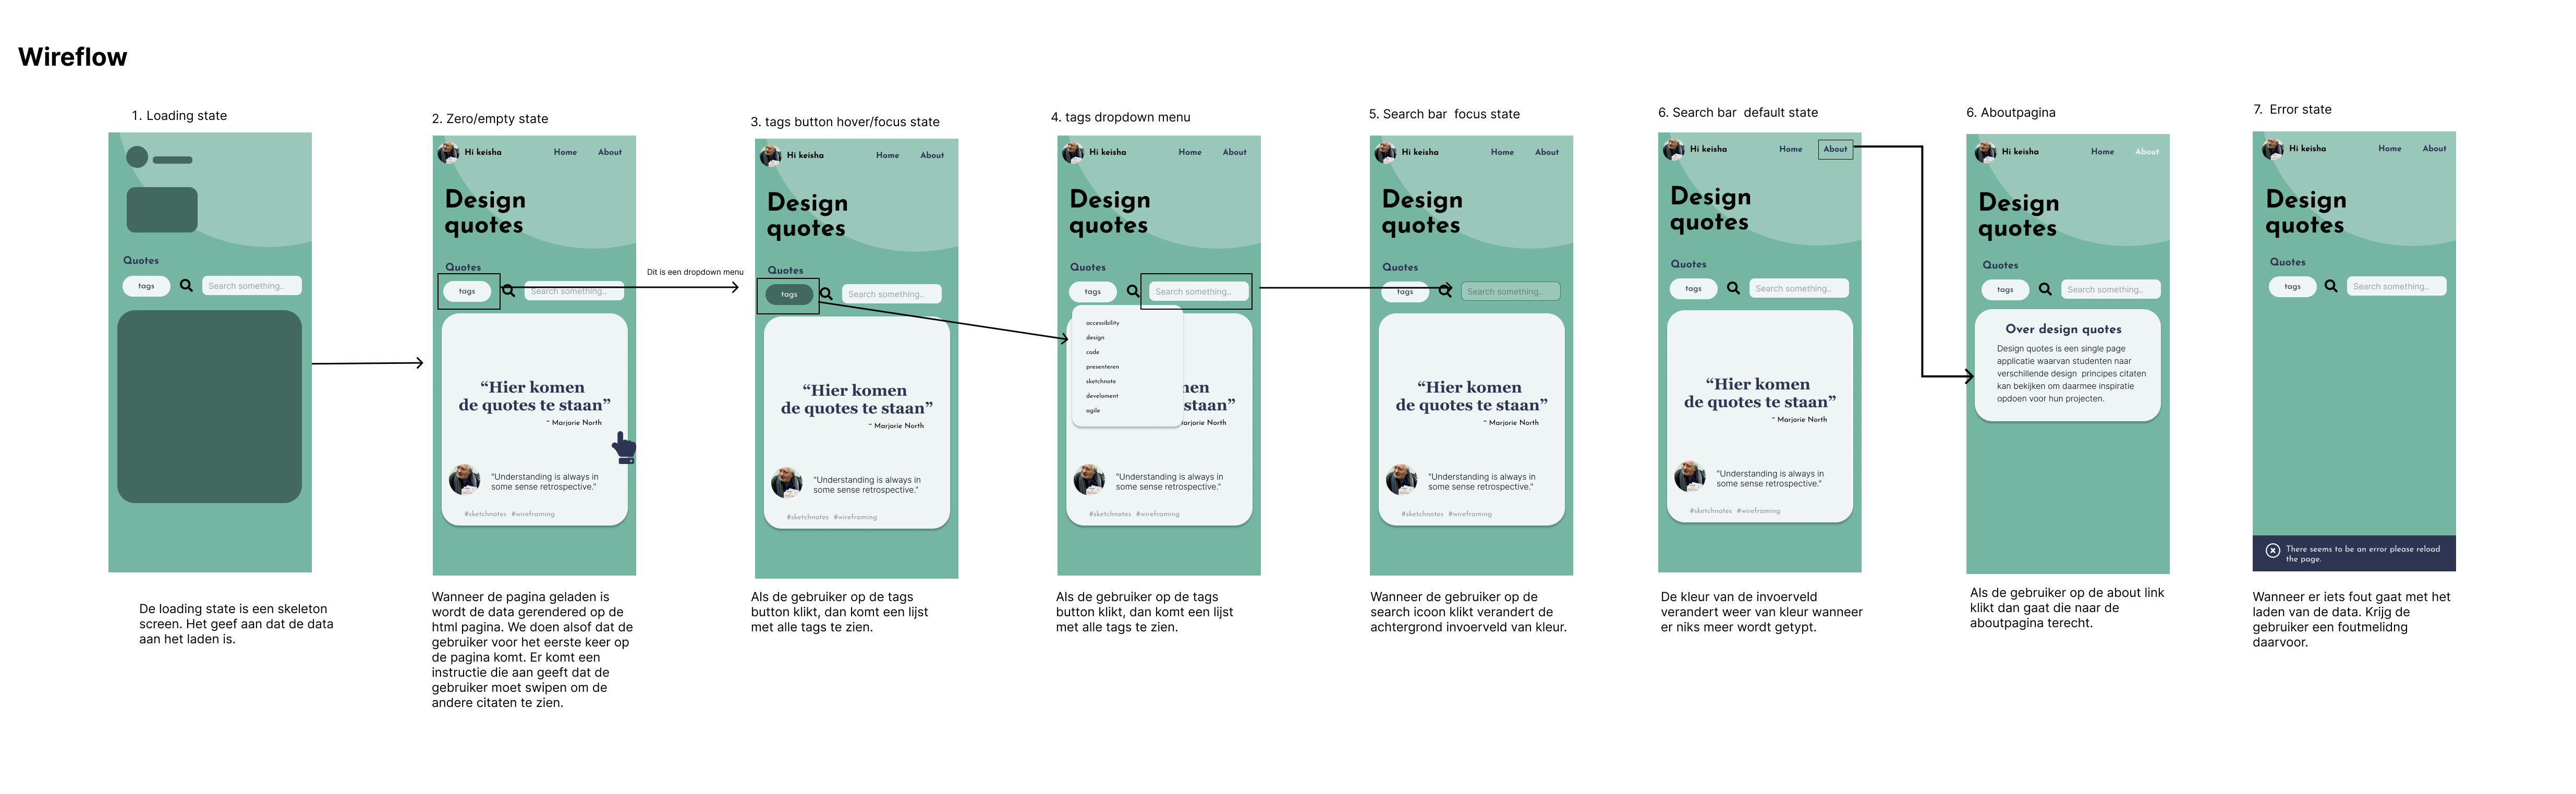 Wireflow
1. Loading state
Quotes
tags
Search something..
De loading state is een skeleton
screen. Het geef aan dat de data
aan het laden is.
2. Zero/empty state
Hi keisha
Home
About
Design
quotes
Quotes
tags
Search something..
“Hier komen
de quotes te staan”
~ Marjorie North
"Understanding is always in
some sense retrospective."
#sketchnotes #wireframing
Wanneer de pagina geladen is
wordt de data gerendered op de
html pagina. We doen alsof dat de
gebruiker voor het eerste keer op
de pagina komt. Er komt een
instructie die aan geeft dat de
gebruiker moet swipen om de
andere citaten te zien.
Dit is een dropdown menu
3. tags button hover/focus state
Hi keisha
Home
About
Design
quotes
Quotes
tags
Search something..
“Hier komen
de quotes te staan”
~ Marjorie North
"Understanding is always in
some sense retrospective."
#sketchnotes #wireframing
Als de gebruiker op de tags
button klikt, dan komt een lijst
met alle tags te zien.
4. tags dropdown menu
Hi keisha
Home
About
Design
quotes
Quotes
tags
Search something..
accessibility
design
code
presenteren
sketchnote
develoment
agile
men
staan”
arjorie North
"Understanding is always in
some sense retrospective."
#sketchnotes #wireframing
Als de gebruiker op de tags
button klikt, dan komt een lijst
met alle tags te zien.
5. Search bar focus state
Hi keisha
Home
About
Design
quotes
Quotes
tags
Search something..
“Hier komen
de quotes te staan”
~ Marjorie North
"Understanding is always in
some sense retrospective."
#sketchnotes #wireframing
Wanneer de gebruiker op de
search icoon klikt verandert de
achtergrond invoerveld van kleur.
6. Search bar default state
Hi keisha
Home
About
Design
quotes
Quotes
tags
Search something..
“Hier komen
de quotes te staan”
~ Marjorie North
"Understanding is always in
some sense retrospective."
#sketchnotes #wireframing
De kleur van de invoerveld
verandert weer van kleur wanneer
er niks meer wordt getypt.
6. Aboutpagina
Hi keisha
Home
About
Design
quotes
Quotes
tags
Search something..
Over design quotes
Design quotes is een single page
applicatie waarvan studenten naar
verschillende design principes citaten
kan bekijken om daarmee inspiratie
opdoen voor hun projecten.
Als de gebruiker op de about link
klikt dan gaat die naar de
aboutpagina terecht.
7. Error state
Hi keisha
Home
About
Design
quotes
Quotes
tags
Search something..
There seems to be an error please reload
the page.
Wanneer er iets fout gaat met het
laden van de data. Krijg de
gebruiker een foutmelidng
daarvoor.